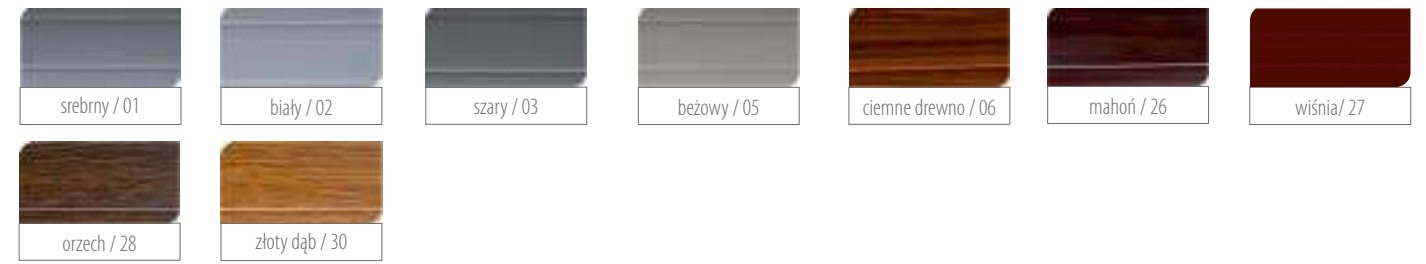 srebrny / 01
biały / 02
szary / 03
beżowy / 05
ciemne drewno / 06
mahoń / 26
wiśnia/ 27
orzech / 28
złoty dąb / 30